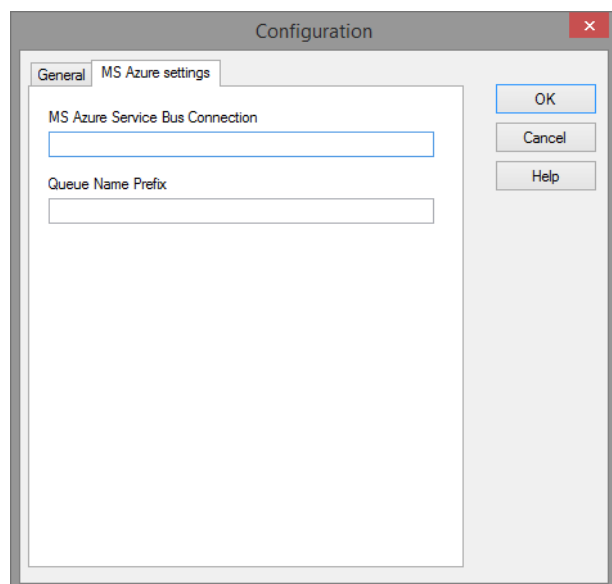 Configuration
General
MS Azure settings
MS Azure Service Bus Connection
Queue Name Prefix
OK
Cancel
Help